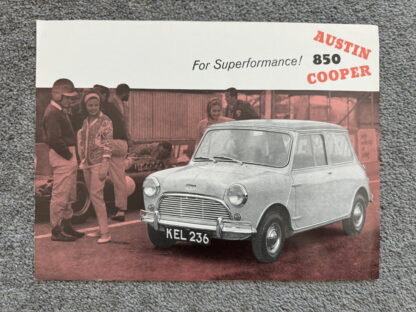 For Superformance!
AUSTIN
850
COOPER
KEL 236